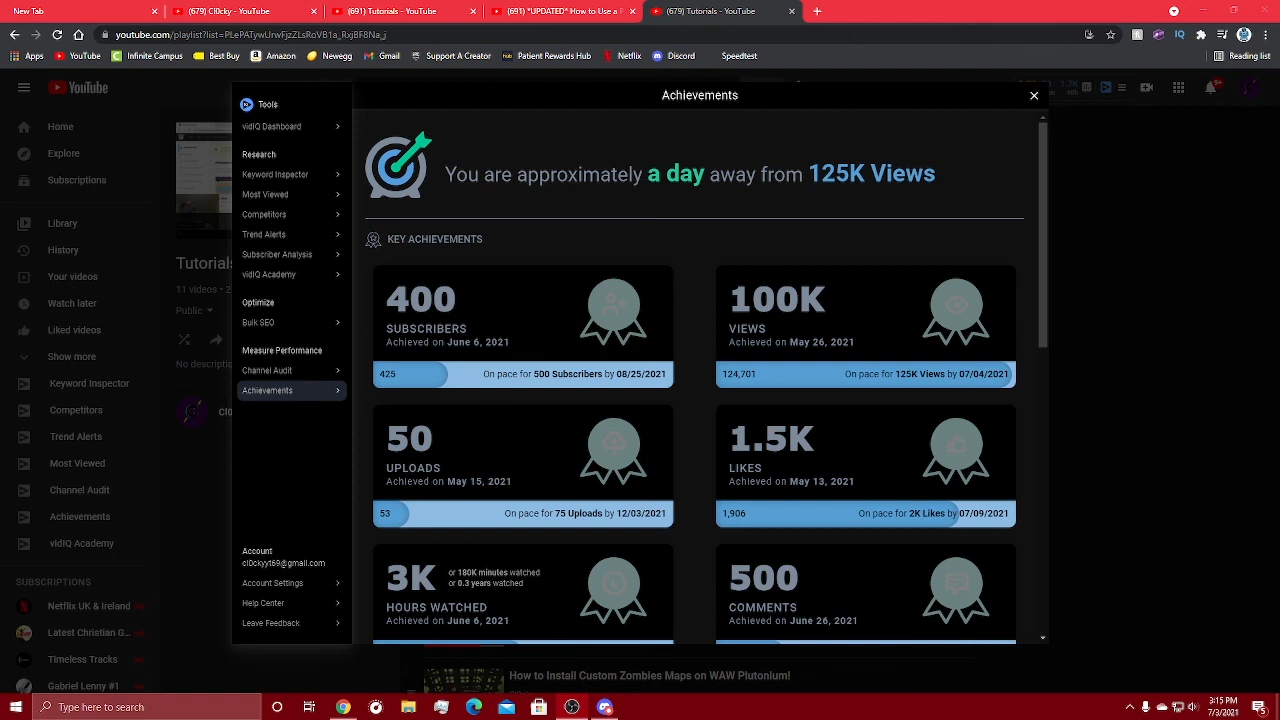 New Tab
(679) Cl0ckyy - YouTube
(691) Tutorials - YouTube
(691) *UPDATED* How to Use a P
(679) Tutorials - YouTube
Apps
YouTube
Infinite Campus
Best Buy
Amazon
Newegg
Gmail
Support A Creator
Patient Rewards Hub
Netflix
Discord
Speedtest
Reading list
YouTube
1.7K
Home
Explore
Subscriptions
Library
History
Your videos
Watch later
Liked videos
Show more
Keyword Inspector
Competitors
Trend Alerts
Most Viewed
Channel Audit
Achievements
vidIQ Academy
SUBSCRIPTIONS
Netflix UK & Ireland
Latest Christian G...
Timeless Tracks
Gabriel Lenny #1
Tutorials
11 videos • 2
Public
No descriptio
Cl0
Tools
vidIQ Dashboard
Research
Keyword Inspector
Most Viewed
Competitors
Trend Alerts
Subscriber Analysis
vidIQ Academy
Optimize
Bulk SEO
Measure Performance
Channel Audit
Achievements
Account
cl0ckyyt69@gmail.com
Account Settings
Help Center
Leave Feedback
Achievements
You are approximately a day away from 125K Views
KEY ACHIEVEMENTS
400
SUBSCRIBERS
Achieved on June 6, 2021
425 On pace for 500 Subscribers by 08/25/2021
100K
VIEWS
Achieved on May 26, 2021
124,701 On pace for 125K Views by 07/04/2021
50
UPLOADS
Achieved on May 15, 2021
53 On pace for 75 Uploads by 12/03/2021
1.5K
LIKES
Achieved on May 13, 2021
1,906 On pace for 2K Likes by 07/09/2021
3K
or 180K minutes watched
or 0.3 years watched
HOURS WATCHED
Achieved on June 6, 2021
500
COMMENTS
Achieved on June 26, 2021
How to Install Custom Zombies Maps on WAW Plutonium!
Type here to search
3:15 PM
7/3/2021